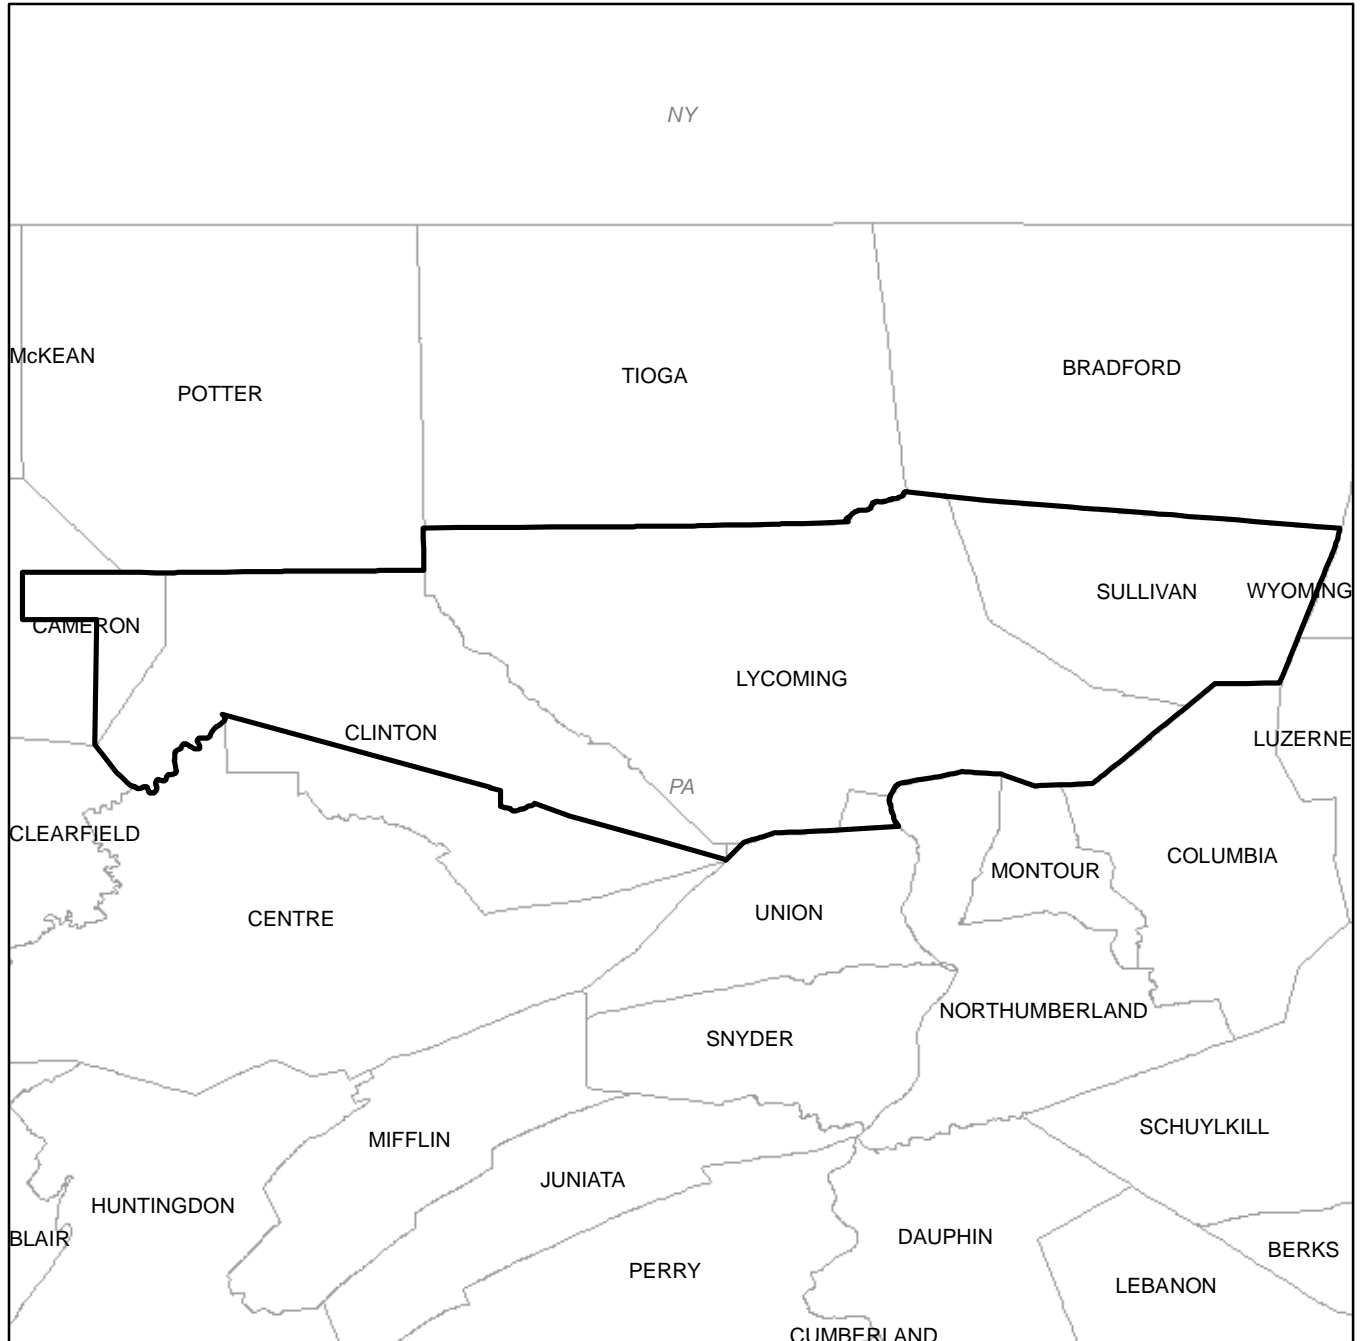 NY
McKEAN
POTTER
TIOGA
BRADFORD
CAMERON
SULLIVAN
WYOMING
LYCOMING
CLINTON
LUZERNE
PA
CLEARFIELD
COLUMBIA
MONTOUR
CENTRE
UNION
NORTHUMBERLAND
SNYDER
MIFFLIN
SCHUYLKILL
JUNIATA
HUNTINGDON
BLAIR
DAUPHIN
BERKS
PERRY
LEBANON
CUMBERLAND